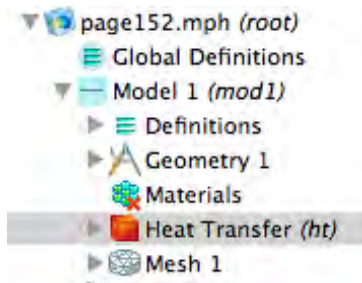 page152.mph (root)
Global Definitions
Model 1 (mod1)
Definitions
Geometry 1
Materials
Heat Transfer (ht)
Mesh 1